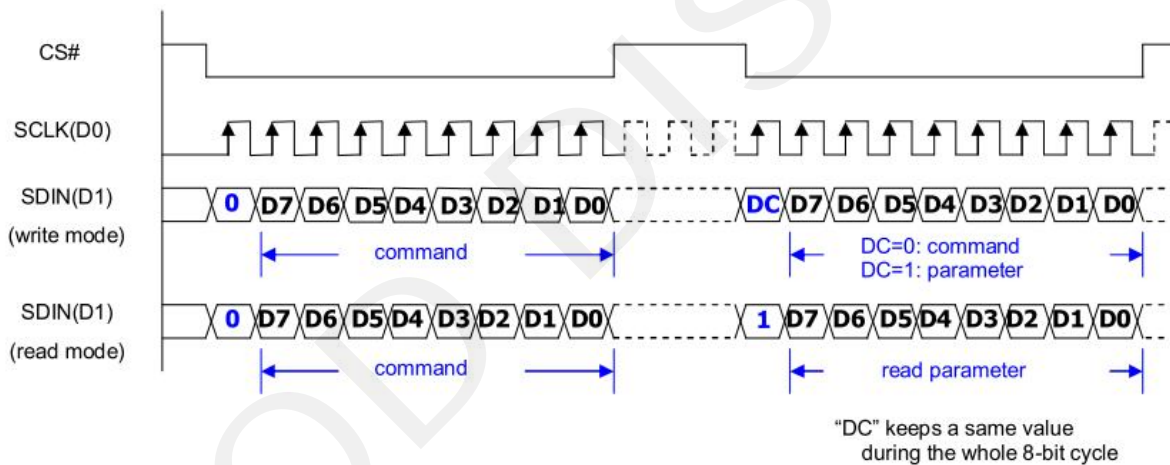 CS#
SCLK(D0)
SDIN(D1)
(write mode)
0 D7 D6 D5 D4 D3 D2 D1 D0 DC D7 D6 D5 D4 D3 D2 D1 D0
command
DC=0: command
DC=1: parameter
SDIN(D1)
(read mode)
0 D7 D6 D5 D4 D3 D2 D1 D0 1 D7 D6 D5 D4 D3 D2 D1 D0
command
read parameter
“DC” keeps a same value
during the whole 8-bit cycle